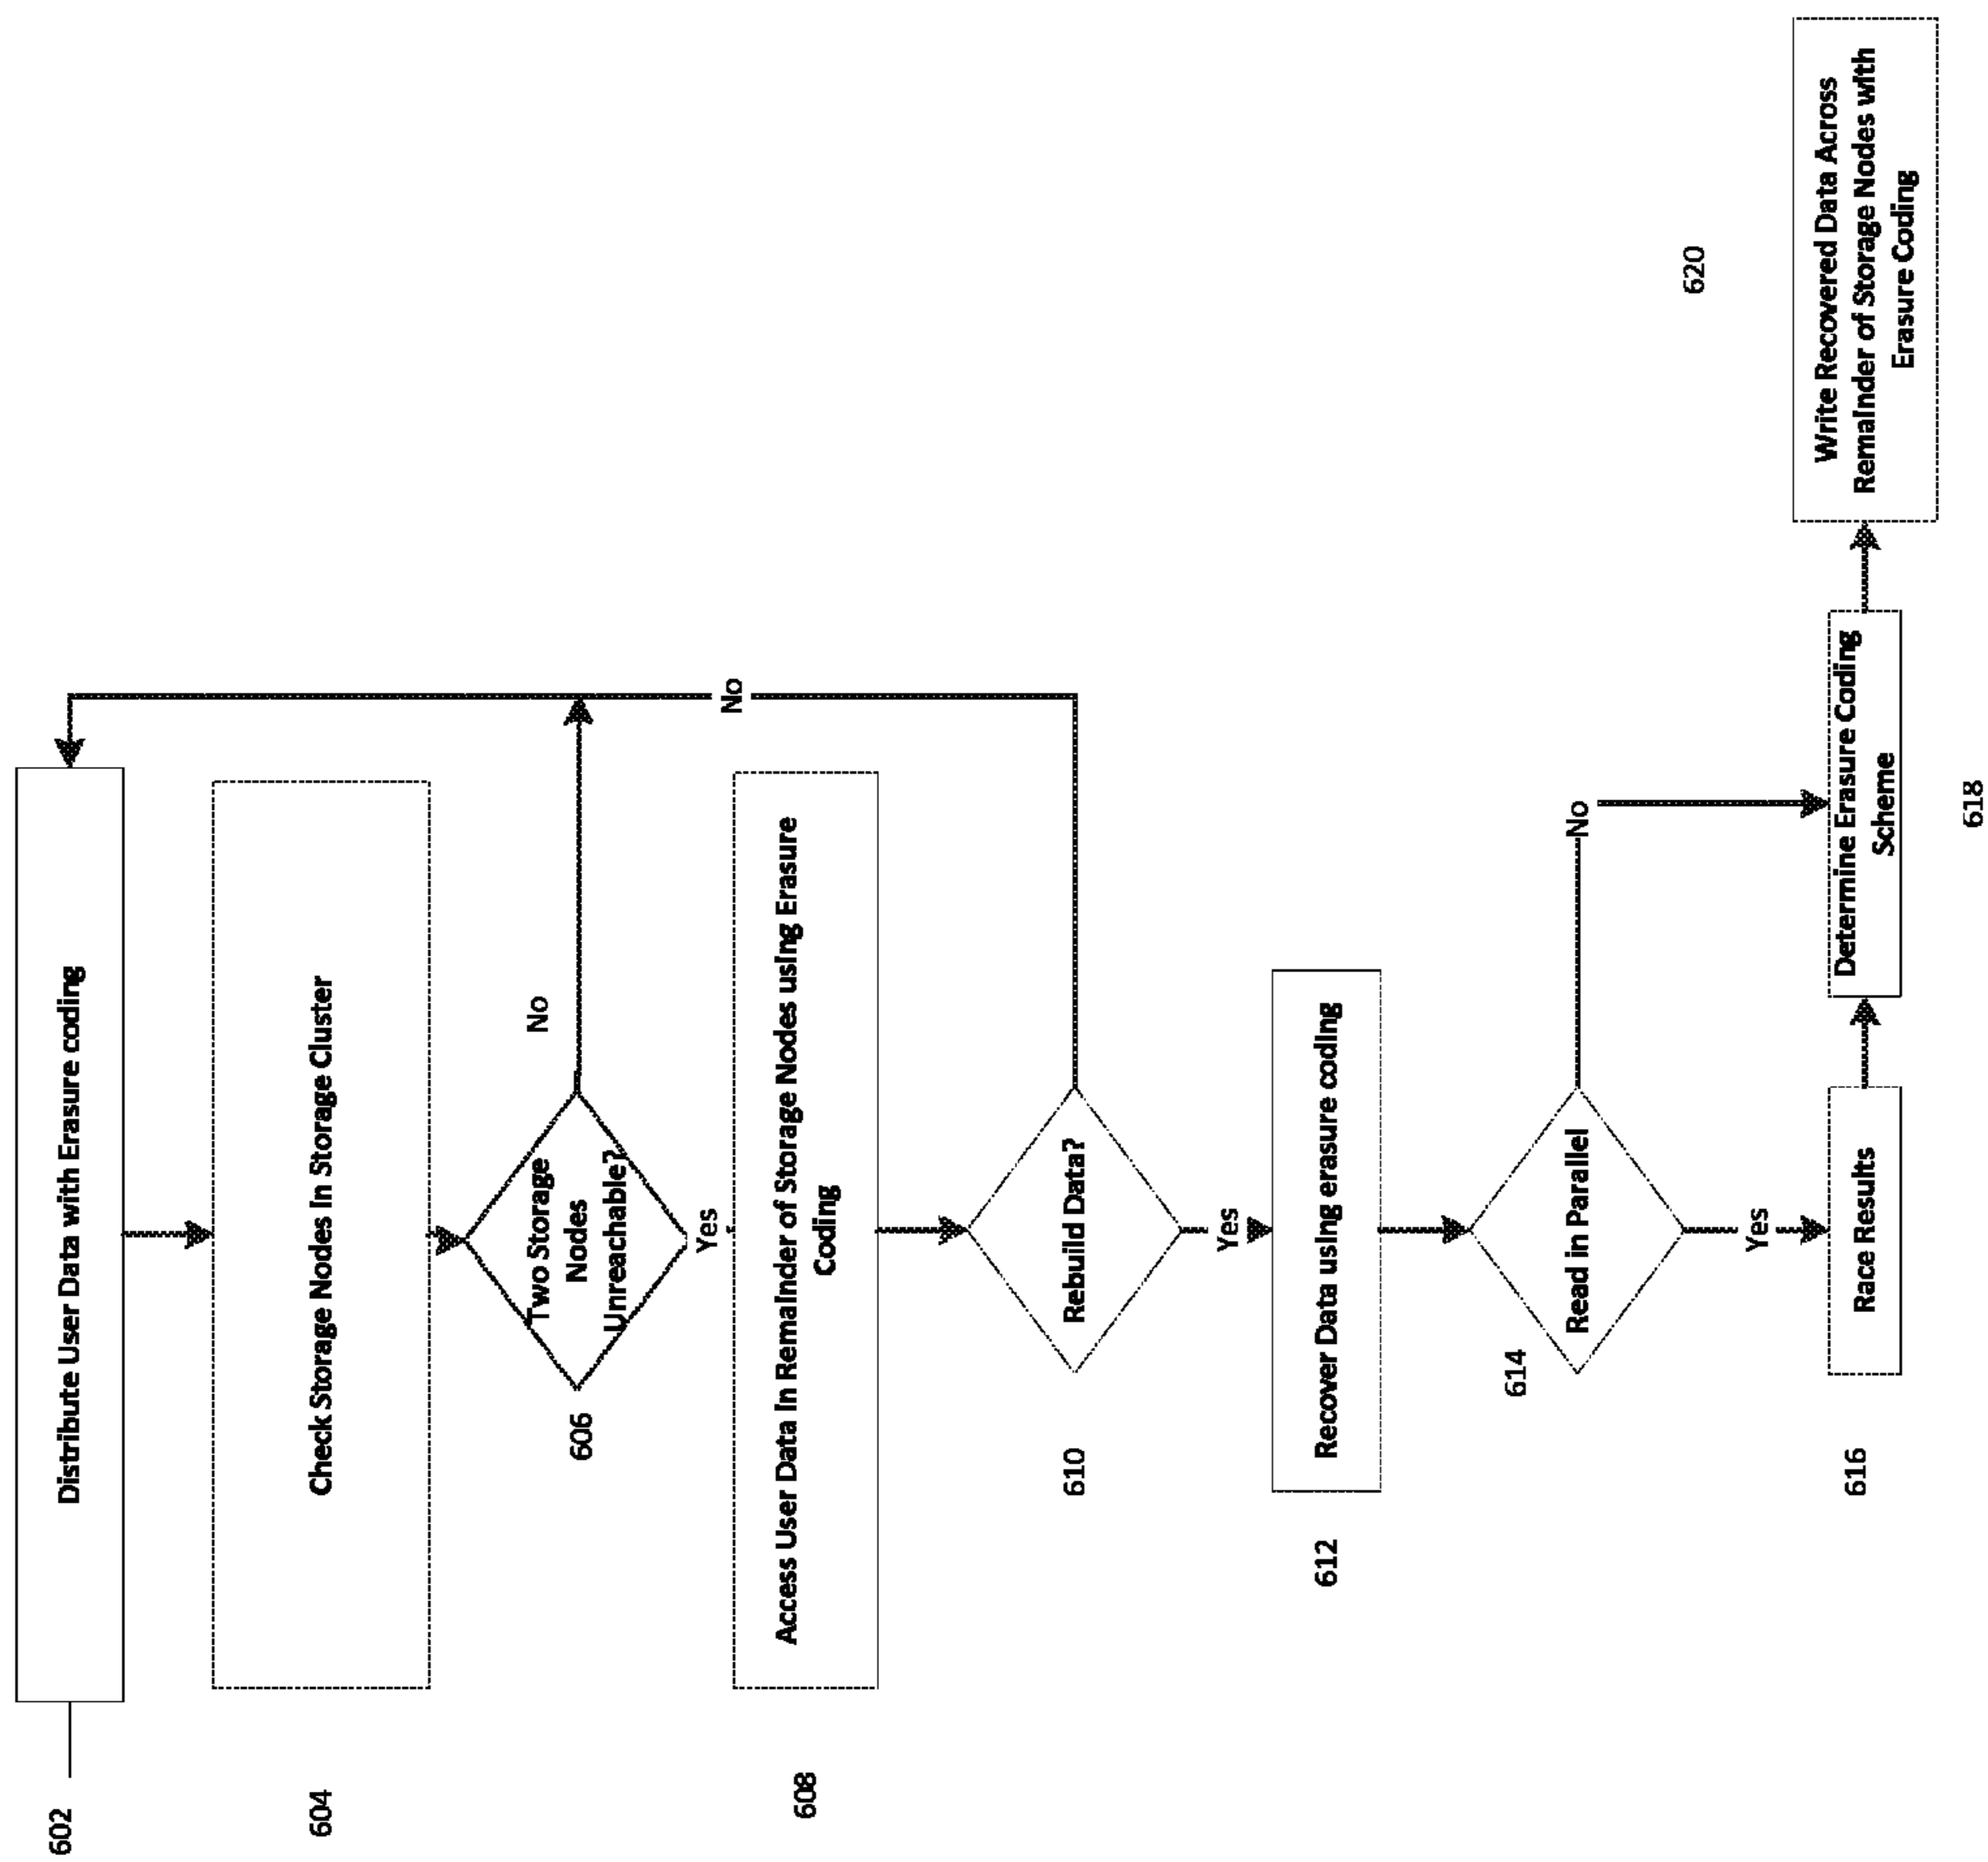 602
Distribute User Data with Erasure coding
604
Check Storage Nodes In Storage Cluster
606
Two Storage
Nodes
Unreachable?
No
Yes
608
Access User Data In Remainder of Storage Nodes using Erasure
Coding
No
610
Rebuild Data?
Yes
612
Recover Data using erasure coding
614
Read in Parallel
No
Yes
616
Race Results
Determine Erasure Coding
Scheme
618
620
Write Recovered Data Across
Remainder of Storage Nodes with
Erasure Coding